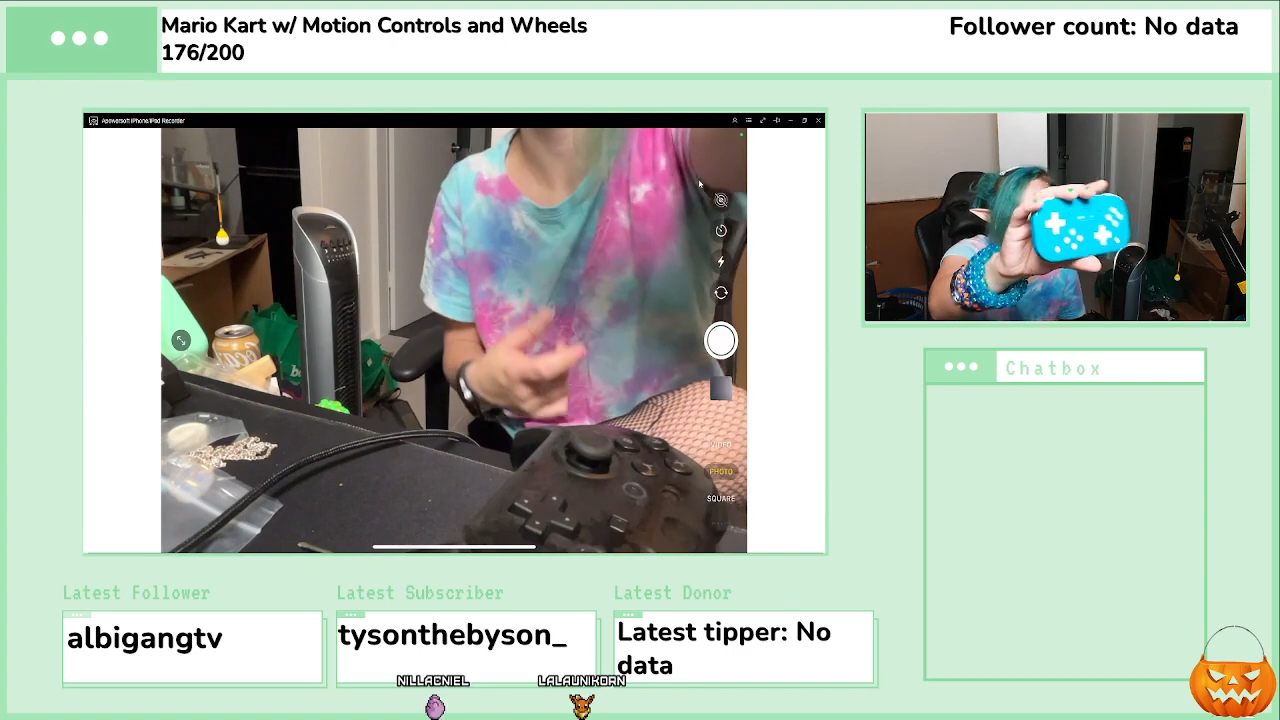 Mario Kart w/ Motion Controls and Wheels
176/200
Follower count: No data
Apowersoft iPhone/iPad Recorder
VIDEO
PHOTO
SQUARE
Chatbox
Latest Follower
Latest Subscriber
Latest Donor
albigangtv
tysonthebyson_
Latest tipper: No
data
NILLACNIEL
LALAUNIKORN